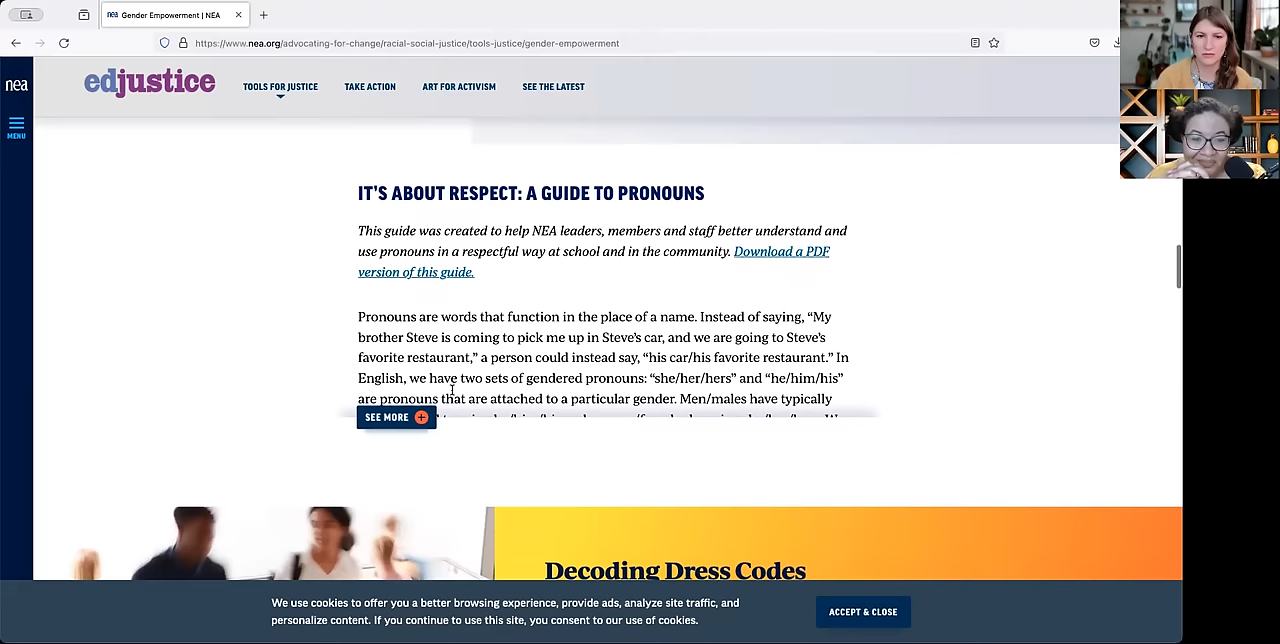 nea Gender Empowerment | NEA
https://www.nea.org/advocating-for-change/racial-social-justice/tools-justice/gender-empowerment
nea
MENU
edjustice
TOOLS FOR JUSTICE
TAKE ACTION
ART FOR ACTIVISM
SEE THE LATEST
IT'S ABOUT RESPECT: A GUIDE TO PRONOUNS
This guide was created to help NEA leaders, members and staff better understand and
use pronouns in a respectful way at school and in the community. Download a PDF
version of this guide.
Pronouns are words that function in the place of a name. Instead of saying, “My
brother Steve is coming to pick me up in Steve’s car, and we are going to Steve’s
favorite restaurant,” a person could instead say, “his car/his favorite restaurant.” In
English, we have two sets of gendered pronouns: “she/her/hers” and “he/him/his”
are pronouns that are attached to a particular gender. Men/males have typically
SEE MORE
Decoding Dress Codes
We use cookies to offer you a better browsing experience, provide ads, analyze site traffic, and
personalize content. If you continue to use this site, you consent to our use of cookies.
ACCEPT & CLOSE